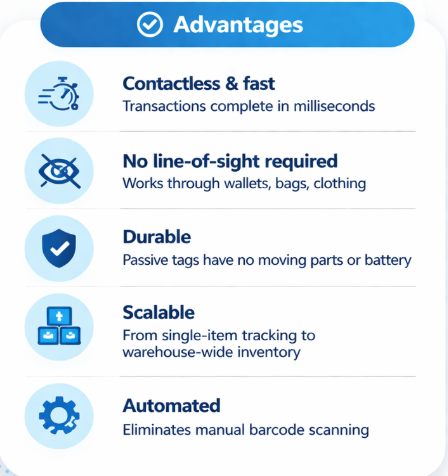 Advantages
Contactless & fast
Transactions complete in milliseconds
No line-of-sight required
Works through wallets, bags, clothing
Durable
Passive tags have no moving parts or battery
Scalable
From single-item tracking to
warehouse-wide inventory
Automated
Eliminates manual barcode scanning